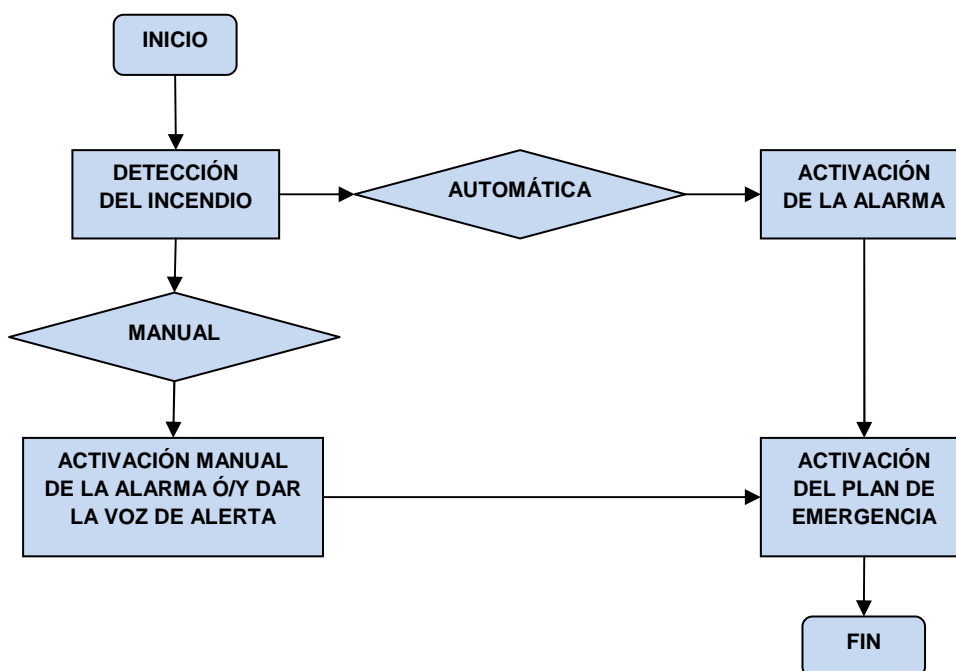 INICIO
DETECCIÓN
DEL INCENDIO
AUTOMÁTICA
ACTIVACIÓN
DE LA ALARMA
MANUAL
ACTIVACIÓN MANUAL
DE LA ALARMA Ó/Y DAR
LA VOZ DE ALERTA
ACTIVACIÓN
DEL PLAN DE
EMERGENCIA
FIN